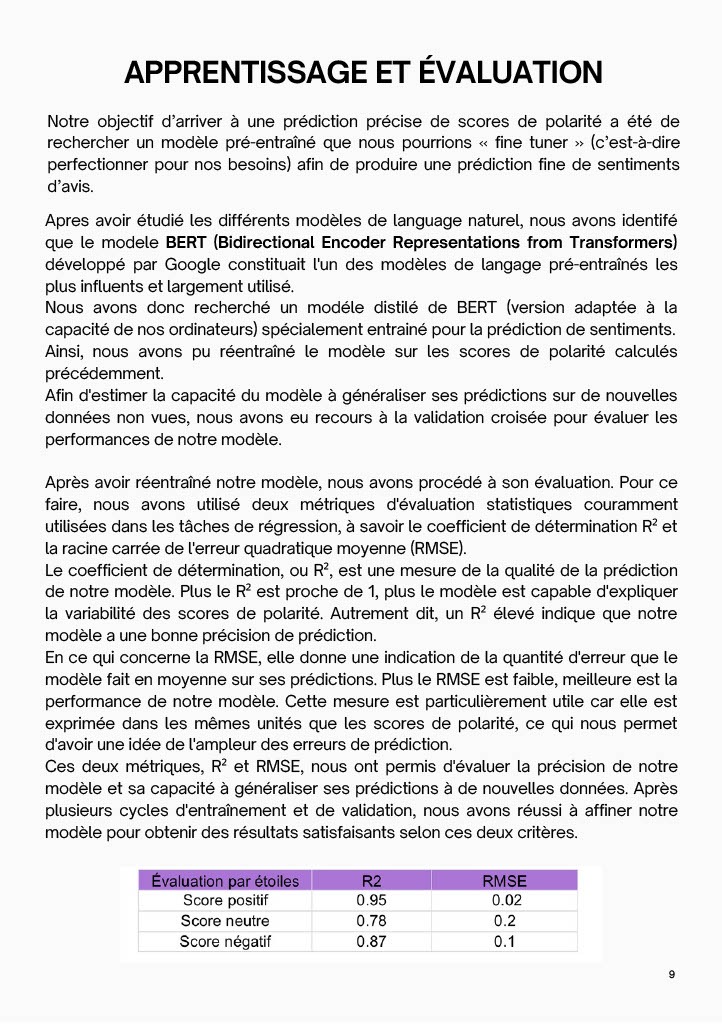 APPRENTISSAGE ET ÉVALUATION
Notre objectif d'arriver à une prédiction précise de scores de polarité a été de
rechercher un modèle pré-entraîné que nous pourrions « fine tuner » (c'est-à-dire
perfectionner pour nos besoins) afin de produire une prédiction fine de sentiments
d'avis.
Apres avoir étudié les différents modèles de language naturel, nous avons identifé
que le modele BERT (Bidirectional Encoder Representations from Transformers)
développé par Google constituait l'un des modèles de langage pré-entraînés les
plus influents et largement utilisé.
Nous avons donc recherché un modéle distilé de BERT (version adaptée à la
capacité de nos ordinateurs) spécialement entrainé pour la prédiction de sentiments.
Ainsi, nous avons pu réentraîné le modèle sur les scores de polarité calculés
précédemment.
Afin d'estimer la capacité du modèle à généraliser ses prédictions sur de nouvelles
données non vues, nous avons eu recours à la validation croisée pour évaluer les
performances de notre modèle.
Après avoir réentraîné notre modèle, nous avons procédé à son évaluation. Pour ce
faire, nous avons utilisé deux métriques d'évaluation statistiques couramment
utilisées dans les tâches de régression, à savoir le coefficient de détermination R² et
la racine carrée de l'erreur quadratique moyenne (RMSE).
Le coefficient de détermination, ou R², est une mesure de la qualité de la prédiction
de notre modèle. Plus le R² est proche de 1, plus le modèle est capable d'expliquer
la variabilité des scores de polarité. Autrement dit, un R² élevé indique que notre
modèle a une bonne précision de prédiction.
En ce qui concerne la RMSE, elle donne une indication de la quantité d'erreur que le
modèle fait en moyenne sur ses prédictions. Plus le RMSE est faible, meilleure est la
performance de notre modèle. Cette mesure est particulièrement utile car elle est
exprimée dans les mêmes unités que les scores de polarité, ce qui nous permet
d'avoir une idée de l'ampleur des erreurs de prédiction.
Ces deux métriques, R² et RMSE, nous ont permis d'évaluer la précision de notre
modèle et sa capacité à généraliser ses prédictions à de nouvelles données. Après
plusieurs cycles d'entraînement et de validation, nous avons réussi à affiner notre
modèle pour obtenir des résultats satisfaisants selon ces deux critères.
Évaluation par étoiles R2 RMSE
Score positif 0.95 0.02
Score neutre 0.78 0.2
Score négatif 0.87 0.1
9